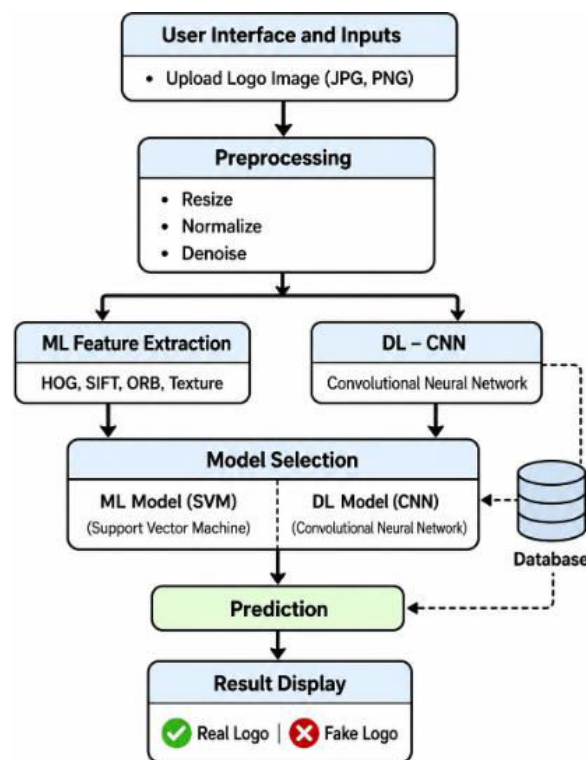 User Interface and Inputs
• Upload Logo Image (JPG, PNG)
Preprocessing
• Resize
• Normalize
• Denoise
ML Feature Extraction
HOG, SIFT, ORB, Texture
DL – CNN
Convolutional Neural Network
Model Selection
ML Model (SVM)
(Support Vector Machine)
DL Model (CNN)
(Convolutional Neural Network)
Database
Prediction
Result Display
Real Logo | Fake Logo